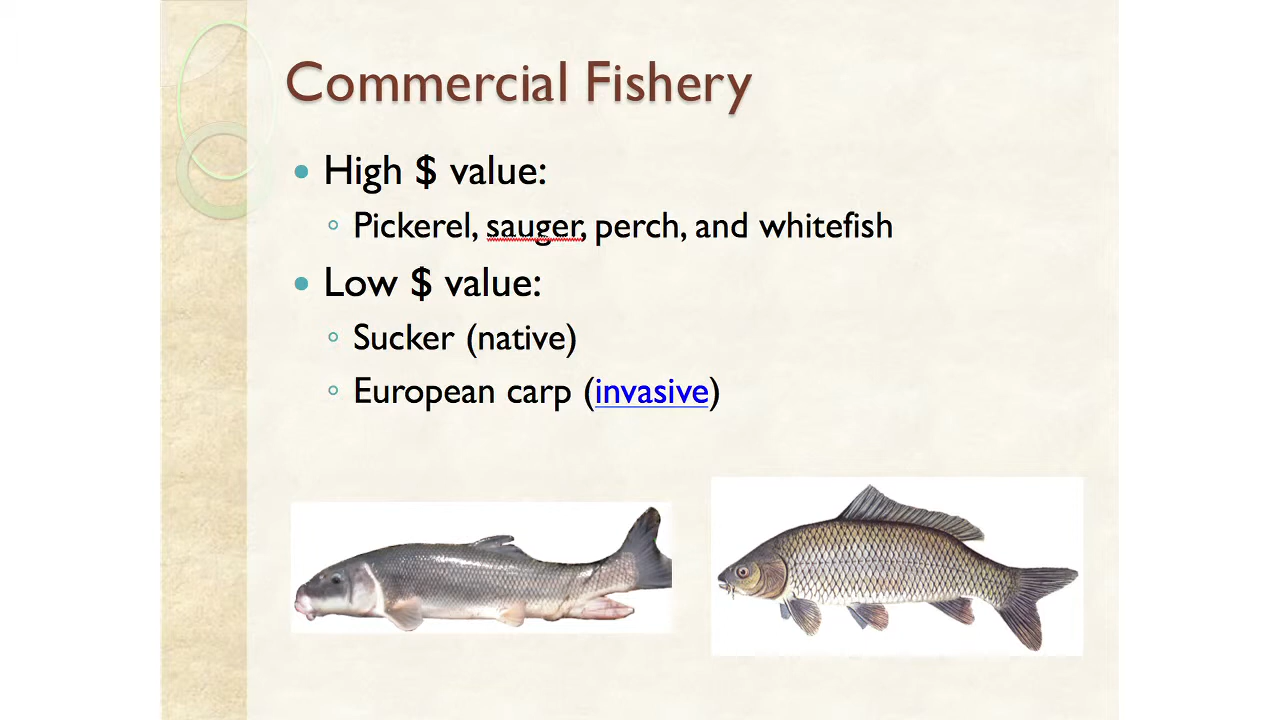 Commercial Fishery
• High $ value:
◦ Pickerel, sauger, perch, and whitefish
• Low $ value:
◦ Sucker (native)
◦ European carp (invasive)